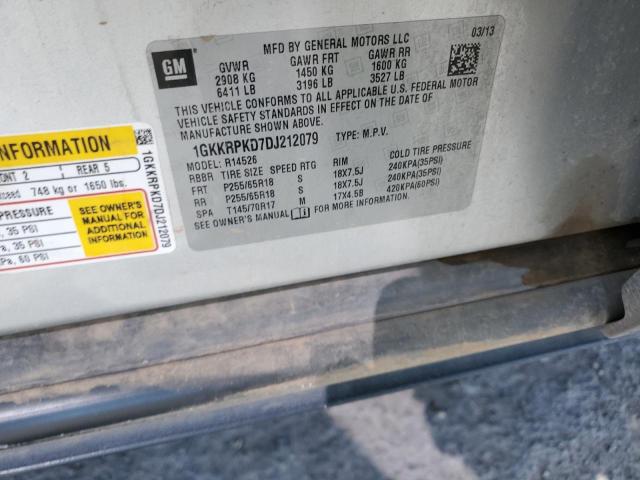 MFD BY GENERAL MOTORS LLC 03/13
GM
GVWR GAWR FRT GAWR RR
2908 KG 1450 KG 1600 KG
6411 LB 3196 LB 3527 LB
THIS VEHICLE CONFORMS TO ALL APPLICABLE U.S. FEDERAL MOTOR
VEHICLE SAFETY STANDARDS IN EFFECT ON THE DATE OF
MANUFACTURE SHOWN ABOVE.
1GKKRPKD7DJ212079 TYPE: M.P.V.
R14526
RBBR TIRE SIZE SPEED RTG RIM COLD TIRE PRESSURE
FRT P255/65R18 S 18X7.5J 240KPA(35PSI)
RR P255/65R18 S 18X7.5J 240KPA(35PSI)
SPA T145/70R17 M 17X4.5B 420KPA(60PSI)
SEE OWNER'S MANUAL FOR MORE INFORMATION.
INFORMATION
ONT 2 REAR 5
748 kg or 1650 lbs.
PRESSURE
35 PSI
35 PSI
60 PSI
SEE OWNER'S
MANUAL FOR
ADDITIONAL
INFORMATION
1GKKRPKD7DJ212079